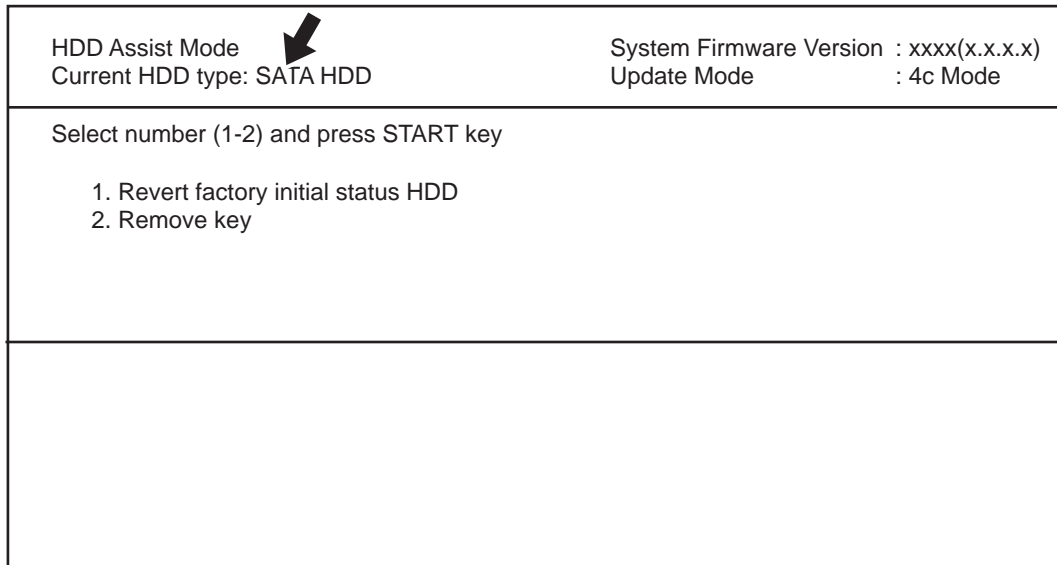 HDD Assist Mode
Current HDD type: SATA HDD
System Firmware Version : xxxx(x.x.x.x)
Update Mode : 4c Mode
Select number (1-2) and press START key
1. Revert factory initial status HDD
2. Remove key